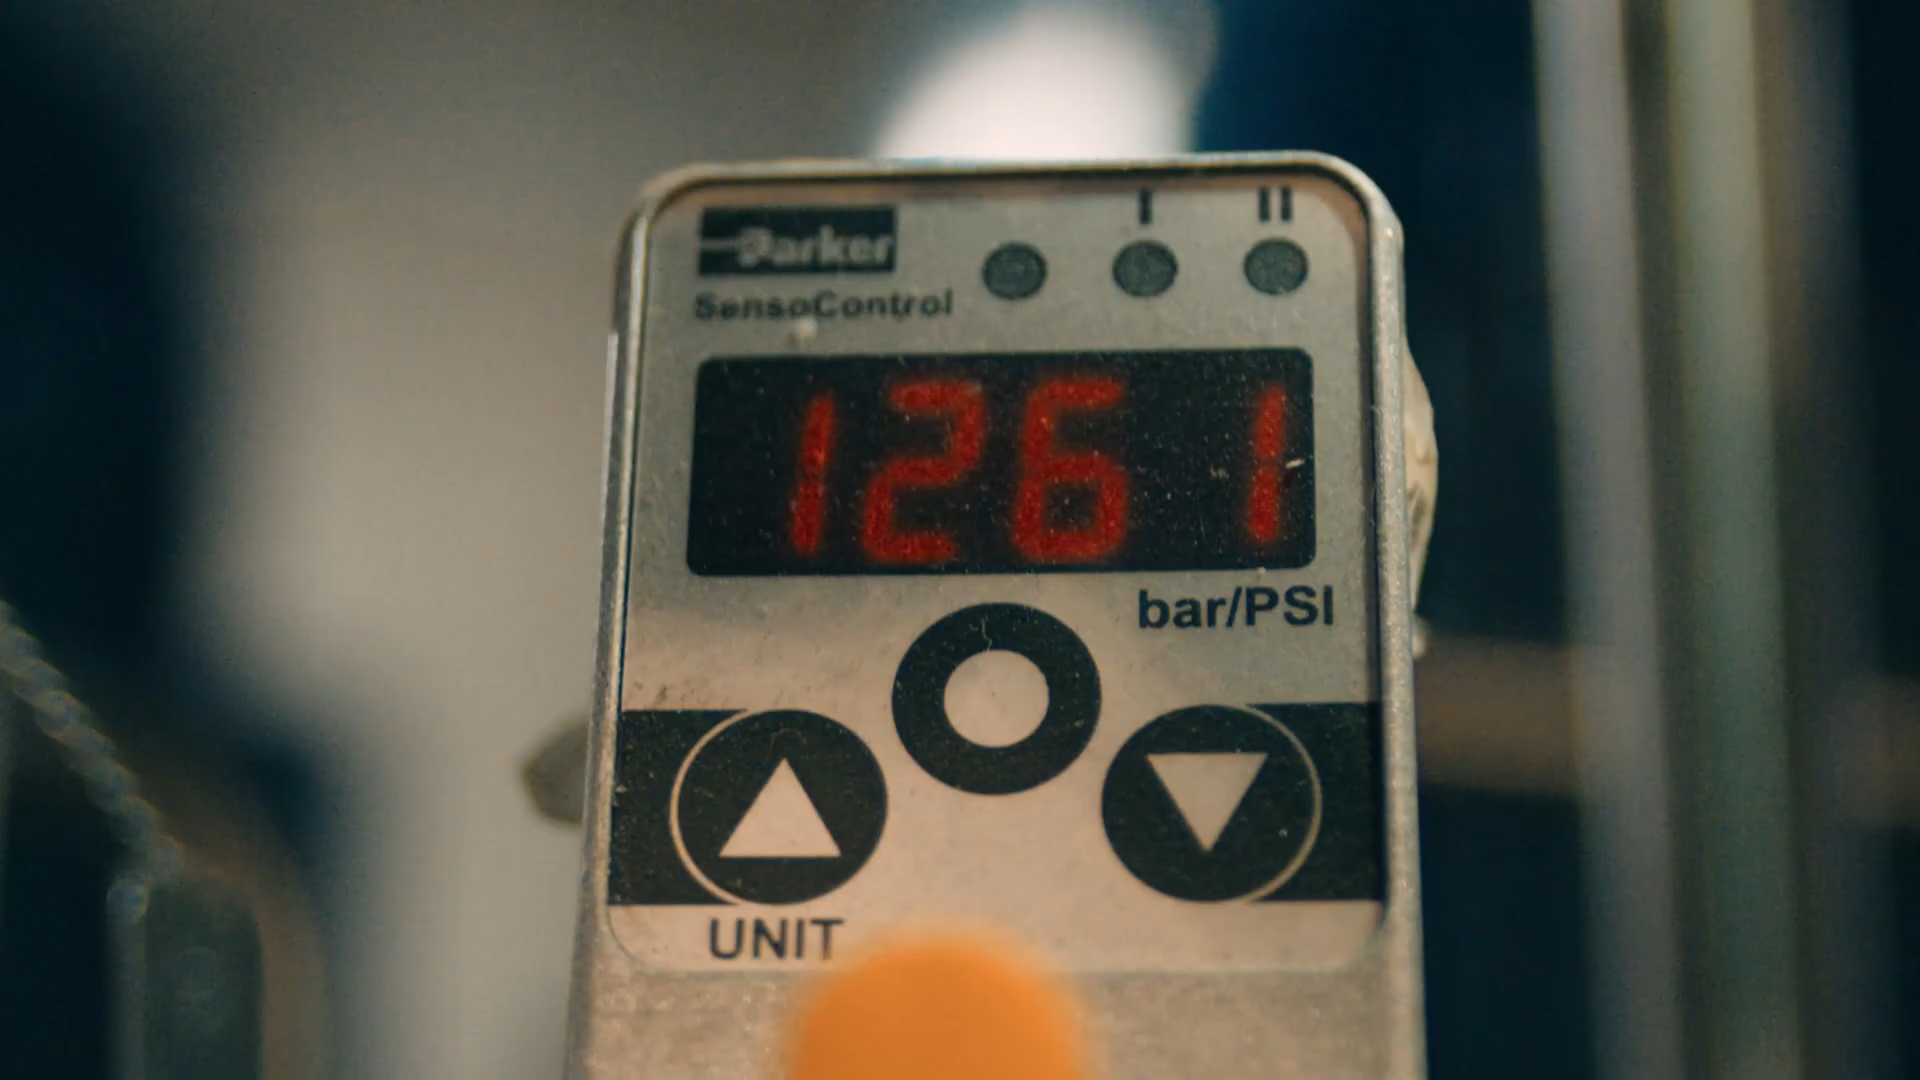 I II
Parker
SensoControl
1261
bar/PSI
UNIT